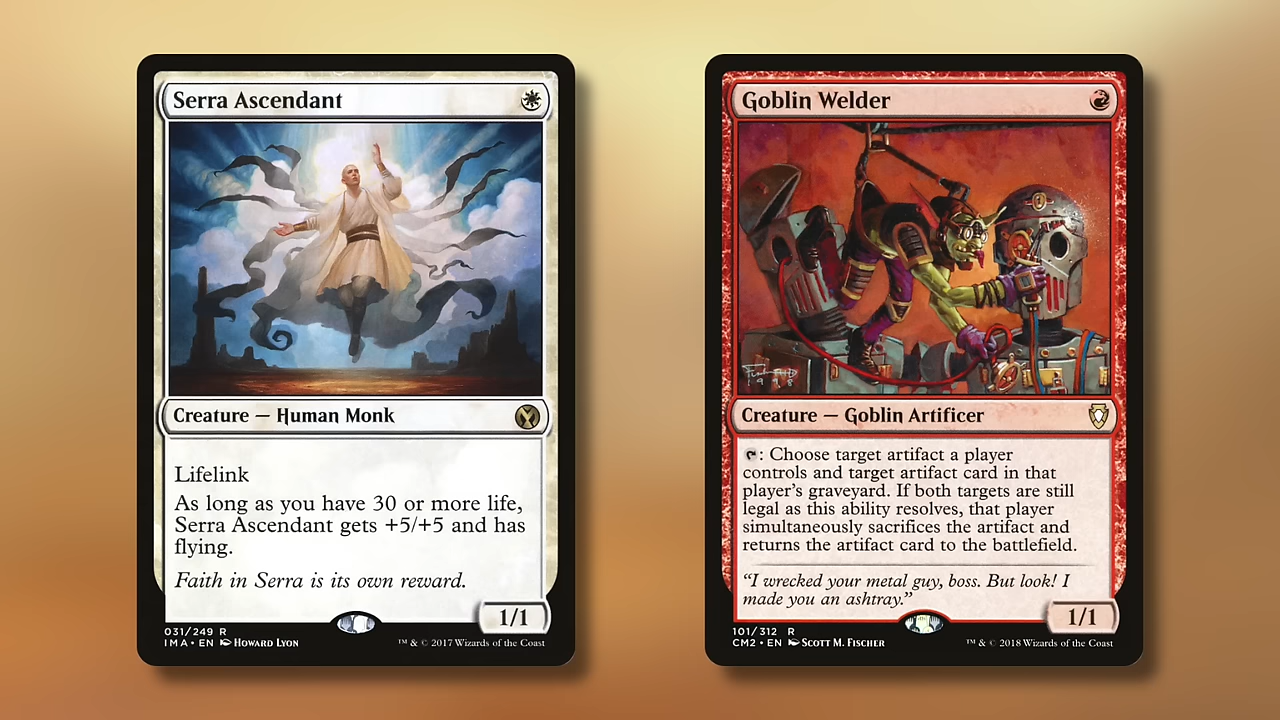 Serra Ascendant
Creature — Human Monk
Lifelink
As long as you have 30 or more life,
Serra Ascendant gets +5/+5 and has
flying.
Faith in Serra is its own reward.
1/1
031/249 R
IMA • EN Howard Lyon
™ & © 2017 Wizards of the Coast
Goblin Welder
1998
Creature — Goblin Artificer
: Choose target artifact a player
controls and target artifact card in that
player's graveyard. If both targets are still
legal as this ability resolves, that player
simultaneously sacrifices the artifact and
returns the artifact card to the battlefield.
“I wrecked your metal guy, boss. But look! I
made you an ashtray.”
1/1
101/312 R
CM2 • EN Scott M. Fischer
™ & © 2018 Wizards of the Coast